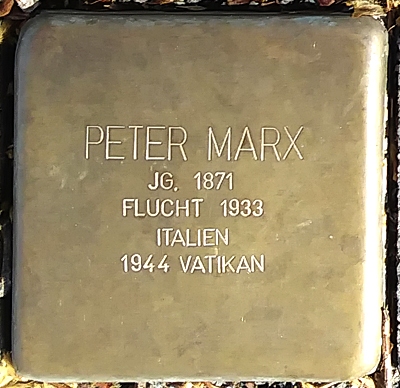 PETER MARX
JG. 1871
FLUCHT 1933
ITALIEN
1944 VATIKAN